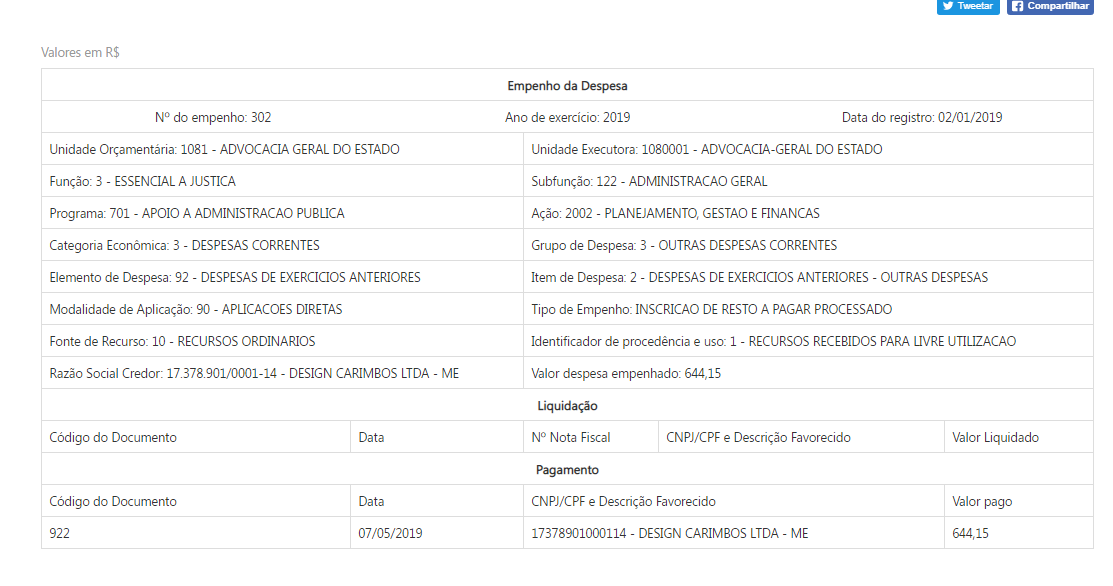 Tweetar Compartilhar
Valores em R$
Empenho da Despesa
Nº do empenho: 302 Ano de exercício: 2019 Data do registro: 02/01/2019
Unidade Orçamentária: 1081 - ADVOCACIA GERAL DO ESTADO Unidade Executora: 1080001 - ADVOCACIA-GERAL DO ESTADO
Função: 3 - ESSENCIAL A JUSTICA Subfunção: 122 - ADMINISTRACAO GERAL
Programa: 701 - APOIO A ADMINISTRACAO PUBLICA Ação: 2002 - PLANEJAMENTO, GESTAO E FINANCAS
Categoria Econômica: 3 - DESPESAS CORRENTES Grupo de Despesa: 3 - OUTRAS DESPESAS CORRENTES
Elemento de Despesa: 92 - DESPESAS DE EXERCICIOS ANTERIORES Item de Despesa: 2 - DESPESAS DE EXERCICIOS ANTERIORES - OUTRAS DESPESAS
Modalidade de Aplicação: 90 - APLICACOES DIRETAS Tipo de Empenho: INSCRICAO DE RESTO A PAGAR PROCESSADO
Fonte de Recurso: 10 - RECURSOS ORDINARIOS Identificador de procedência e uso: 1 - RECURSOS RECEBIDOS PARA LIVRE UTILIZACAO
Razão Social Credor: 17.378.901/0001-14 - DESIGN CARIMBOS LTDA - ME Valor despesa empenhado: 644,15
Liquidação
Código do Documento Data Nº Nota Fiscal CNPJ/CPF e Descrição Favorecido Valor Liquidado
Pagamento
Código do Documento Data CNPJ/CPF e Descrição Favorecido Valor pago
922 07/05/2019 17378901000114 - DESIGN CARIMBOS LTDA - ME 644,15